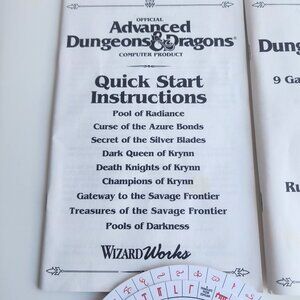 OFFICIAL
Advanced
Dungeons & Dragons®
COMPUTER PRODUCT
Quick Start
Instructions
Pool of Radiance
Curse of the Azure Bonds
Secret of the Silver Blades
Dark Queen of Krynn
Death Knights of Krynn
Champions of Krynn
Gateway to the Savage Frontier
Treasures of the Savage Frontier
Pools of Darkness
WIZARDWorks
Dun
9 Ga
Ru